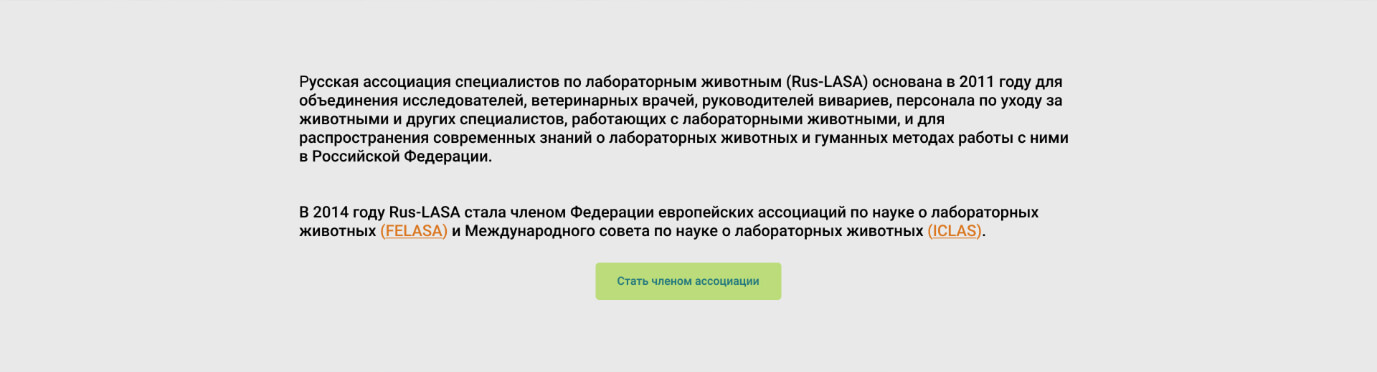 Русская ассоциация специалистов по лабораторным животным (Rus-LASA) основана в 2011 году для
объединения исследователей, ветеринарных врачей, руководителей вивариев, персонала по уходу за
животными и других специалистов, работающих с лабораторными животными, и для
распространения современных знаний о лабораторных животных и гуманных методах работы с ними
в Российской Федерации.
В 2014 году Rus-LASA стала членом Федерации европейских ассоциаций по науке о лабораторных
животных (FELASA) и Международного совета по науке о лабораторных животных (ICLAS).
Стать членом ассоциации